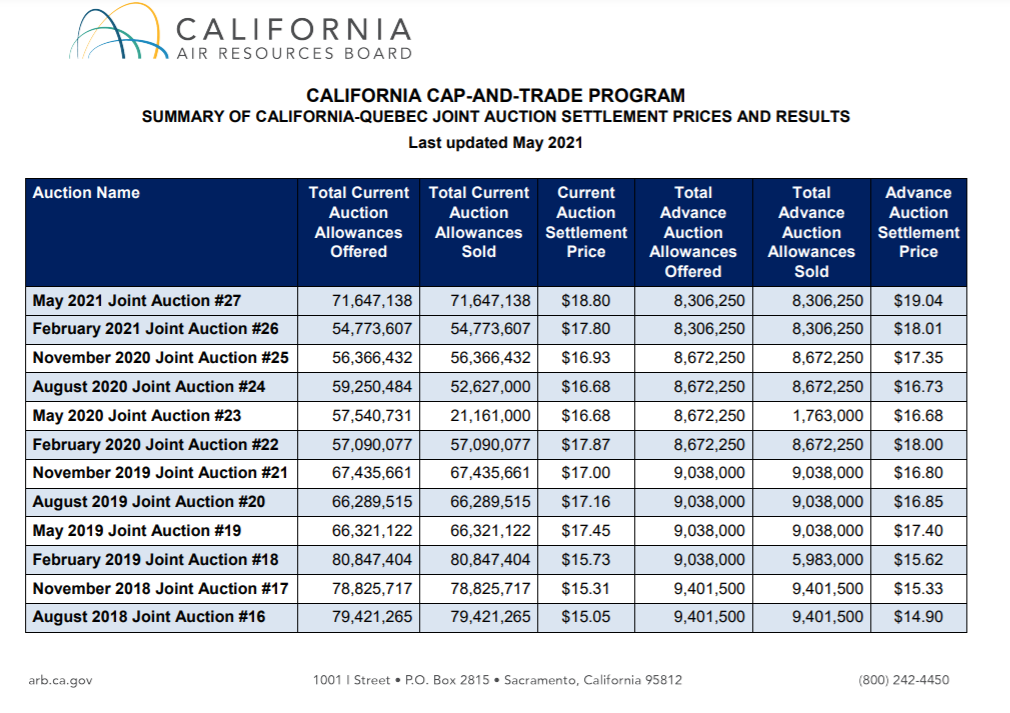 CALIFORNIA
AIR RESOURCES BOARD
CALIFORNIA CAP-AND-TRADE PROGRAM
SUMMARY OF CALIFORNIA-QUEBEC JOINT AUCTION SETTLEMENT PRICES AND RESULTS
Last updated May 2021
Auction Name Total Current Auction Allowances Offered Total Current Auction Allowances Sold Current Auction Settlement Price Total Advance Auction Allowances Offered Total Advance Auction Allowances Sold Advance Auction Settlement Price
May 2021 Joint Auction #27 71,647,138 71,647,138 $18.80 8,306,250 8,306,250 $19.04
February 2021 Joint Auction #26 54,773,607 54,773,607 $17.80 8,306,250 8,306,250 $18.01
November 2020 Joint Auction #25 56,366,432 56,366,432 $16.93 8,672,250 8,672,250 $17.35
August 2020 Joint Auction #24 59,250,484 52,627,000 $16.68 8,672,250 8,672,250 $16.73
May 2020 Joint Auction #23 57,540,731 21,161,000 $16.68 8,672,250 1,763,000 $16.68
February 2020 Joint Auction #22 57,090,077 57,090,077 $17.87 8,672,250 8,672,250 $18.00
November 2019 Joint Auction #21 67,435,661 67,435,661 $17.00 9,038,000 9,038,000 $16.80
August 2019 Joint Auction #20 66,289,515 66,289,515 $17.16 9,038,000 9,038,000 $16.85
May 2019 Joint Auction #19 66,321,122 66,321,122 $17.45 9,038,000 9,038,000 $17.40
February 2019 Joint Auction #18 80,847,404 80,847,404 $15.73 9,038,000 5,983,000 $15.62
November 2018 Joint Auction #17 78,825,717 78,825,717 $15.31 9,401,500 9,401,500 $15.33
August 2018 Joint Auction #16 79,421,265 79,421,265 $15.05 9,401,500 9,401,500 $14.90
arb.ca.gov 1001 I Street • P.O. Box 2815 • Sacramento, California 95812 (800) 242-4450